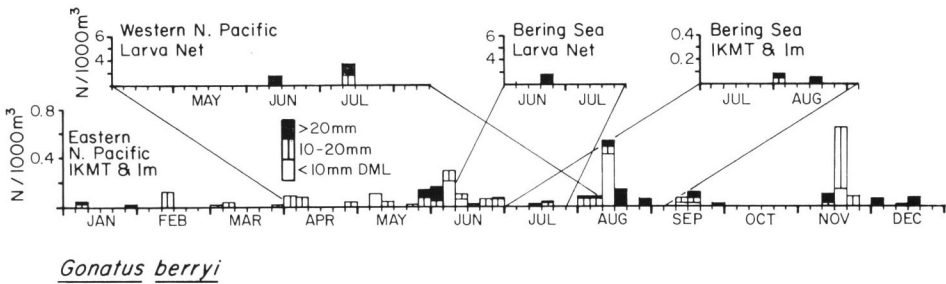 Western N. Pacific
Larva Net
Bering Sea
Larva Net
Bering Sea
IKMT & Im
N/1000m³
6
4
MAY JUN JUL
6
4
JUN JUL
0.4
0.2
0
JUL AUG
Eastern
N. Pacific
IKMT & Im
N/1000m³
0.8
0.4
>20mm
10-20mm
<10mm DML
JAN FEB MAR APR MAY JUN JUL AUG SEP OCT NOV DEC
Gonatus berryi